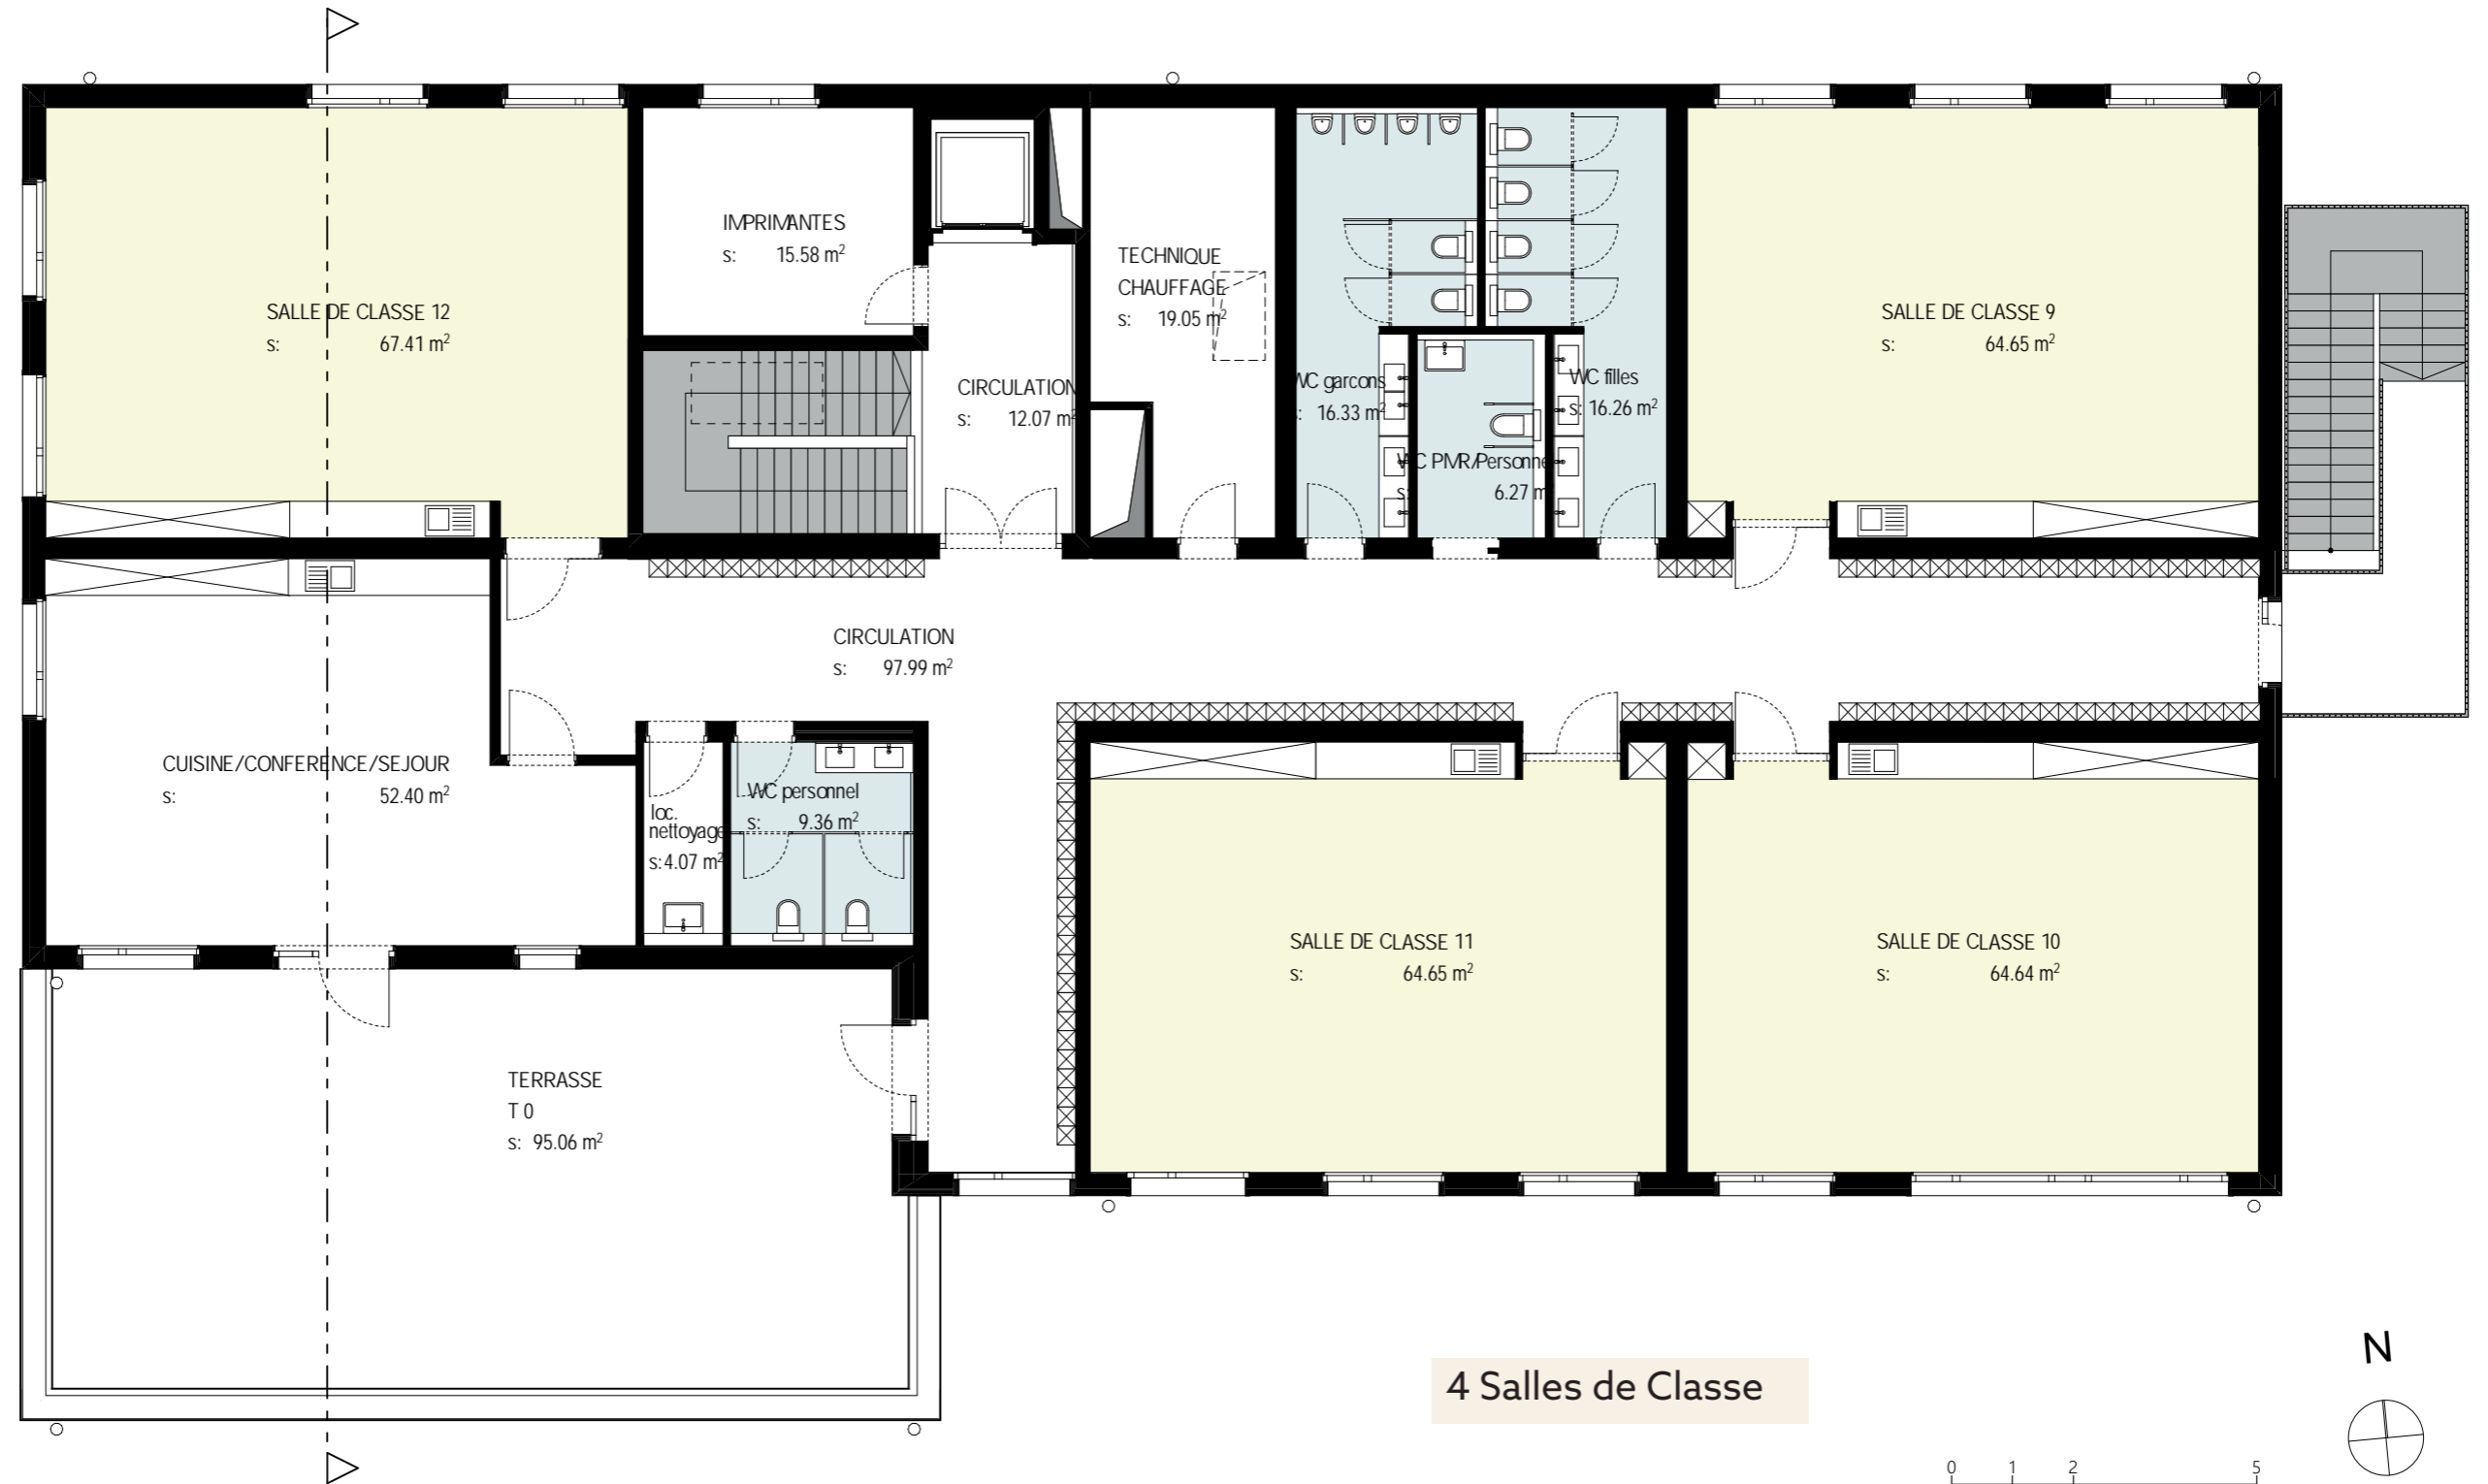 SALLE DE CLASSE 12
s: 67.41 m²
IMPRIMANTES
s: 15.58 m²
TECHNIQUE
CHAUFFAGE
s: 19.05 m²
CIRCULATION
s: 12.07 m²
WC garcons
s: 16.33 m²
WC PMR/Personnel
s: 6.27 m
WC filles
s: 16.26 m²
SALLE DE CLASSE 9
s: 64.65 m²
CIRCULATION
s: 97.99 m²
CUISINE/CONFERENCE/SEJOUR
s: 52.40 m²
loc.
nettoyage
s:4.07 m²
WC personnel
s: 9.36 m²
SALLE DE CLASSE 11
s: 64.65 m²
SALLE DE CLASSE 10
s: 64.64 m²
TERRASSE
T 0
s: 95.06 m²
4 Salles de Classe
N
0 1 2 5